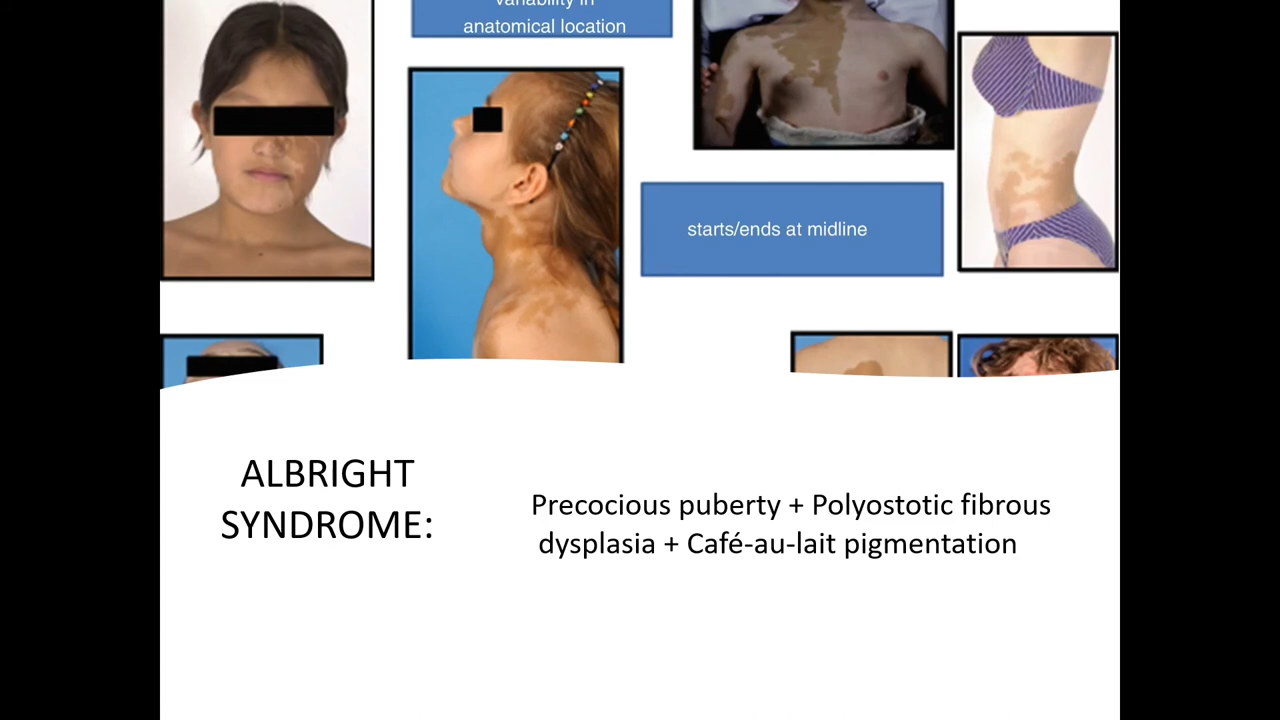 variability in
anatomical location
starts/ends at midline
ALBRIGHT
SYNDROME:
Precocious puberty + Polyostotic fibrous
dysplasia + Café-au-lait pigmentation